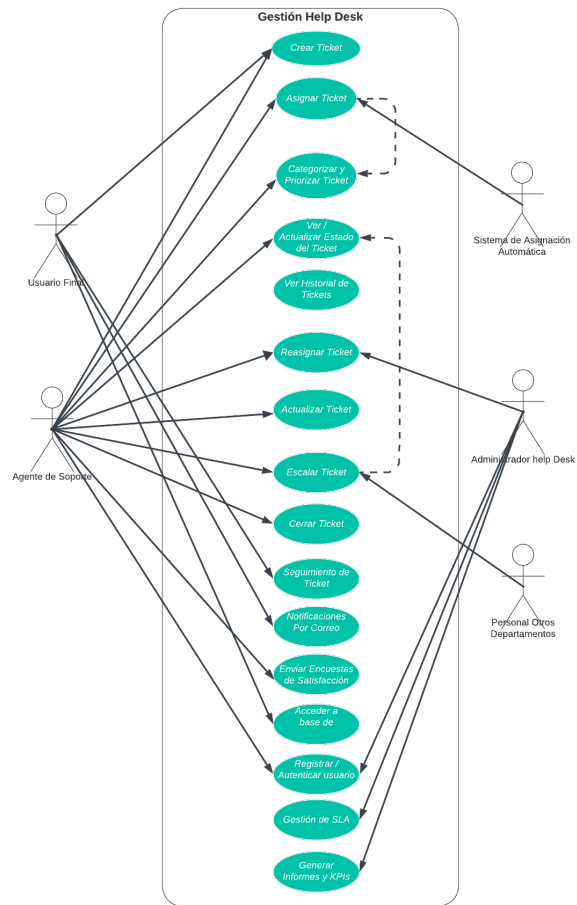 Gestión Help Desk
Crear Ticket
Asignar Ticket
Categorizar y
Priorizar Ticket
Ver /
Actualizar Estado
del Ticket
Ver Historial de
Tickets
Reasignar Ticket
Actualizar Ticket
Escalar Ticket
Cerrar Ticket
Seguimiento de
Ticket
Notificaciones
Por Correo
Enviar Encuestas
de Satisfacción
Acceder a
base de
Registrar /
Autenticar usuario
Gestión de SLA
Generar
Informes y KPIs
Usuario Final
Agente de Soporte
Sistema de Asignación
Automática
Administrador help Desk
Personal Otros
Departamentos